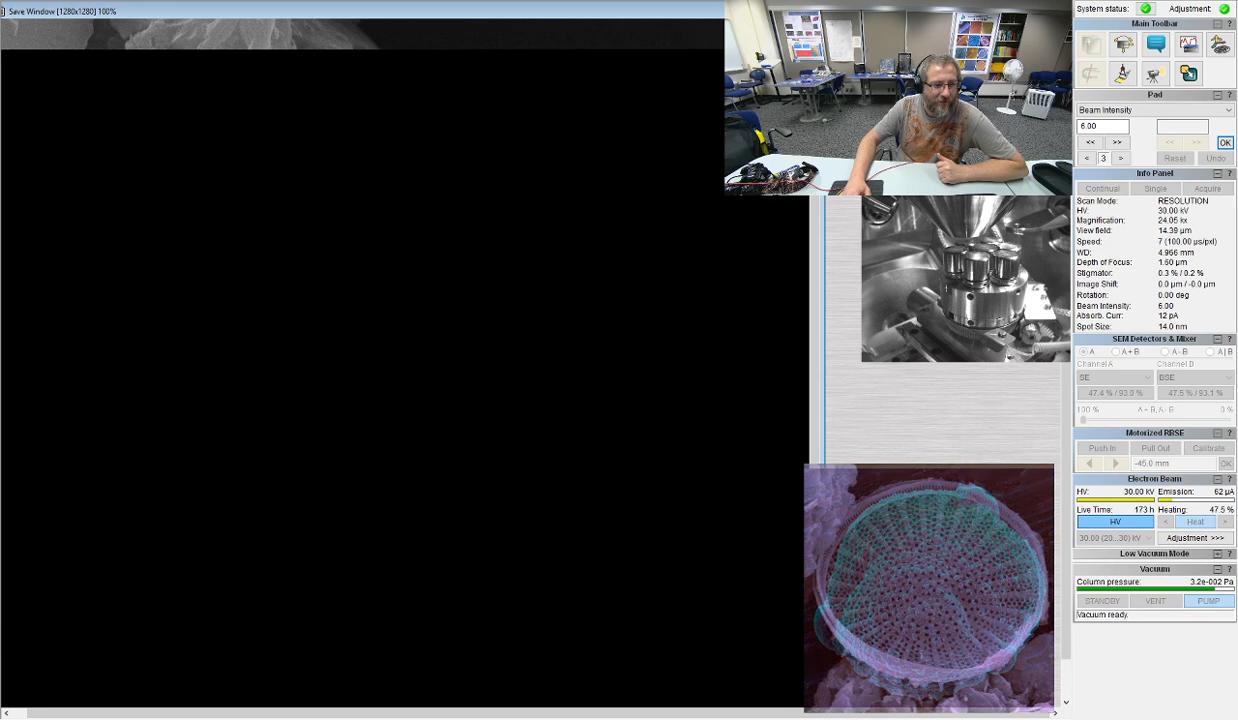 Save Window [1280x1280] 100%
System status: Adjustment:
Main Toolbar
Pad
Beam Intensity
6.00
<< >> << >> OK
< 3 > Reset Undo
Info Panel
Continual Single Acquire
Scan Mode: RESOLUTION
HV: 30.00 kV
Magnification: 24.05 kx
View field: 14.39 µm
Speed: 7 (100.00 µs/pxl)
WD: 4.966 mm
Depth of Focus: 1.60 µm
Stigmator: 0.3 % / 0.2 %
Image Shift: 0.0 µm / -0.0 µm
Rotation: 0.00 deg
Beam Intensity: 6.00
Absorb. Curr: 12 pA
Spot Size: 14.0 nm
SEM Detectors & Mixer
A A + B A - B A | B
Channel A Channel B
SE BSE
47.4 % / 93.0 % 47.5 % / 93.1 %
100 % A + B, A - B 0 %
Motorized RBSE
Push In Pull Out Calibrate
-45.0 mm OK
Electron Beam
HV: 30.00 kV Emission: 62 µA
Live Time: 173 h Heating: 47.5 %
HV < Heat >
30.00 (20...30) kV Adjustment >>>
Low Vacuum Mode
Vacuum
Column pressure: 3.2e-002 Pa
STANDBY VENT PUMP
Vacuum ready.